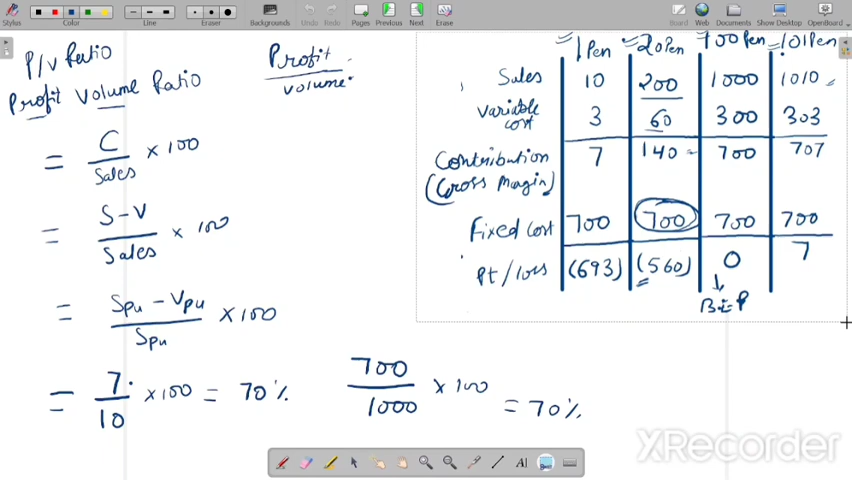 Styles
Color
Line
Eraser
Backgrounds
Undo
Redo
Pages
Previous
Next
Erase
Board
Web
Documents
Show Desktop
OpenBoard
P/V Ratio
Profit Volume Ratio
= C / Sales × 100
= S-V / Sales × 100
= Spu - Vpu / Spu × 100
= 7 / 10 × 100 = 70%
Profit / volume
700 / 1000 × 100 = 70%
1 Pen 20 Pen 100 Pen 101 Pen
Sales 10 200 1000 1010
Variable cost 3 60 300 303
Contribution 7 140 700 707
(Gross Margin)
Fixed Cost 700 700 700 700
Pt/loss (693) (560) 0 7
B.E.P
XRecorder